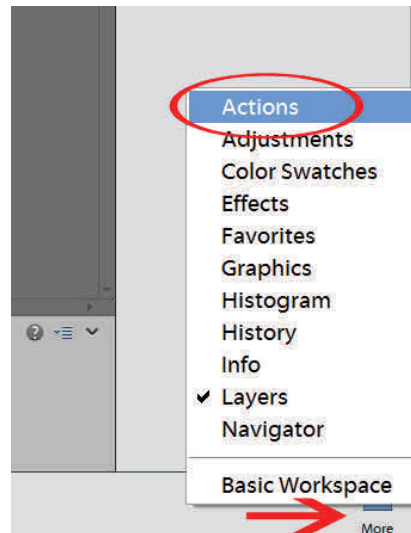 Actions
Adjustments
Color Swatches
Effects
Favorites
Graphics
Histogram
History
Info
Layers
Navigator
Basic Workspace
More